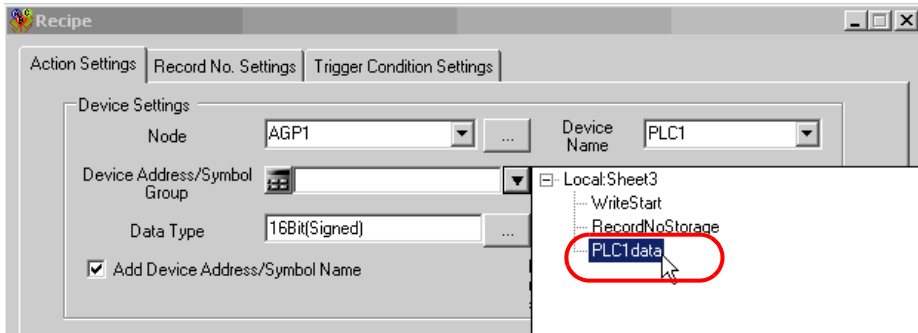 Recipe
Action Settings Record No. Settings Trigger Condition Settings
Device Settings
Node AGP1 ... Device Name PLC1
Device Address/Symbol Group
Local:Sheet3
WriteStart
Data Type 16Bit(Signed) ... RecordNoStorage
PLC1data
Add Device Address/Symbol Name